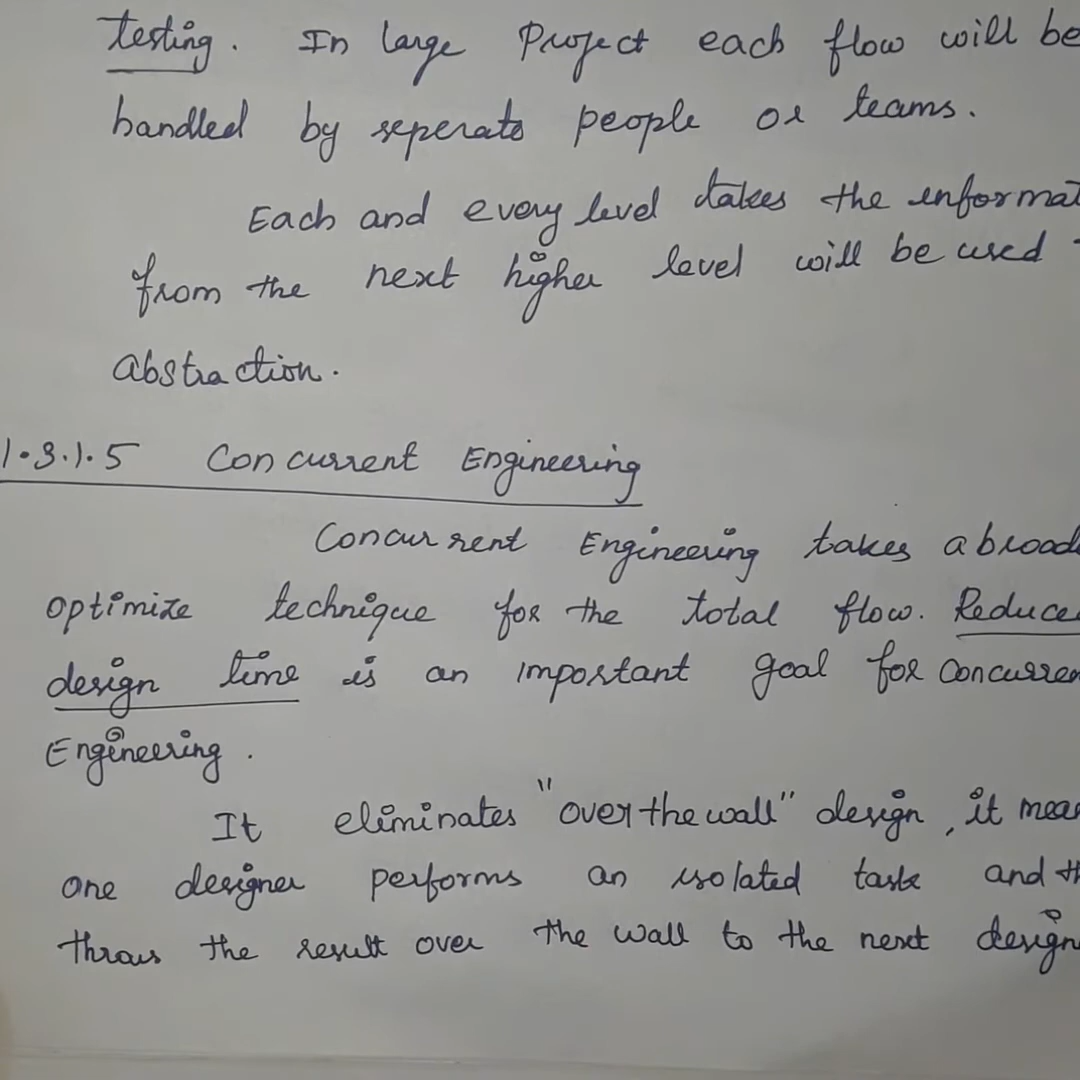 testing. In large Project each flow will be
handled by seperate people or teams.
Each and every level takes the informat
from the next higher level will be used
abstraction.
1.3.1.5 Concurrent Engineering
Concurrent Engineering takes a broad
optimize technique for the total flow. Reduce
design time is an important goal for Concurren
Engineering.
It eliminates "over the wall" design, it mean
one designer performs an isolated task and th
throws the result over the wall to the next design